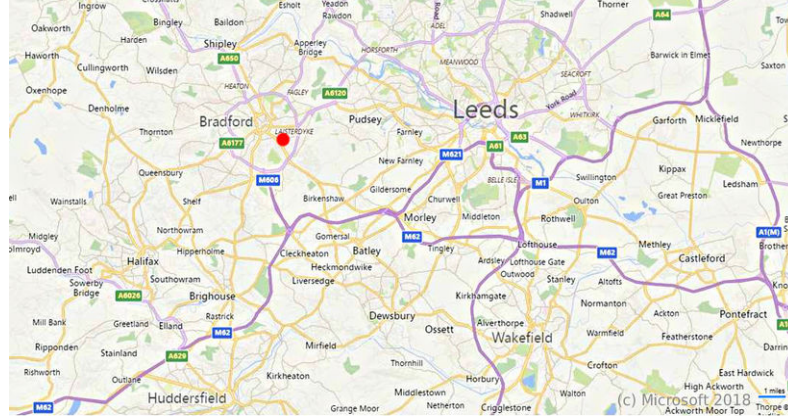 Ingrow
Crossflatts
Esholt
Yeadon
Rawdon
Thorner
Oakworth
Bingley
Baildon
ADEL
Shadwell
A64
Harden
Shipley
Apperley
Bridge
HORSFORTH
Haworth
Cullingworth
A650
MEANWOOD
Barwick in Elmet
Wilsden
SEACROFT
Saxton
Oxenhope
HEATON
FAGLEY
A6120
York Road
Denholme
Leeds
WHITKIRK
Bradford
Pudsey
Garforth
Micklefield
Thornton
LAISTERDYKE
Farnley
A63
A6177
A61
Newthorpe
M621
New Farnley
Queensbury
M606
BELLE ISLE
M1
Swillington
Kippax
Ledsham
Gildersome
Wainstalls
Shelf
Birkenshaw
Churwell
Oulton
Great Preston
Morley
Middleton
Rothwell
Northowram
A1(M)
Midgley
Gomersal
M62
Tingley
Lofthouse
Methley
Hipperholme
Cleckheaton
Batley
M62
Castleford
Halifax
Heckmondwike
Ardsley
Lofthouse Gate
Luddenden Foot
Southowram
Liversedge
Outwood
Stanley
Altofts
Sowerby
Bridge
A6026
Brighouse
Kirkhamgate
Normanton
Rastrick
Dewsbury
Ackton
Pontefract
Mill Bank
Greetland
Elland
Ossett
Alverthorpe
Warmfield
M62
Wakefield
Featherstone
Ripponden
Stainland
A629
Mirfield
Rishworth
Thornhill
Crofton
East Hardwick
Outlane
Kirkheaton
Horbury
High Ackworth
1 miles
M62
Huddersfield
Middlestown
Walton
(c) Microsoft 2018
Grange Moor
Netherton
Crigglestone
Ackworth Moor Top